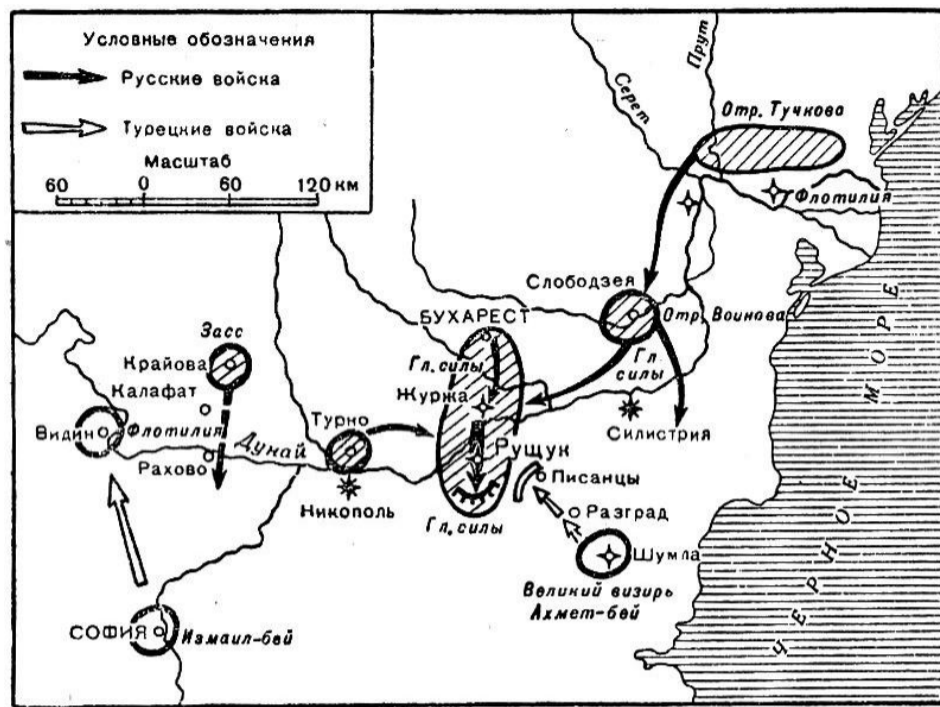 Условные обозначения
Русские войска
Турецкие войска
Масштаб
60 0 60 120 км
Серет
Прут
Отр. Тучкова
Флотилия
Слободзея
Отр. Воинова
БУХАРЕСТ
Гл. силы
Гл. силы
Засс
Крайова
Калафат
Журжа
Турно
Видин
Флотилия
Дунай
Силистрия
Рахово
Рущук
Писанцы
Никополь
Гл. силы
Разград
Шумла
Великий визирь
Ахмет-бей
СОФИЯ
Измаил-бей
ЧЕРНОЕ МОРЕ